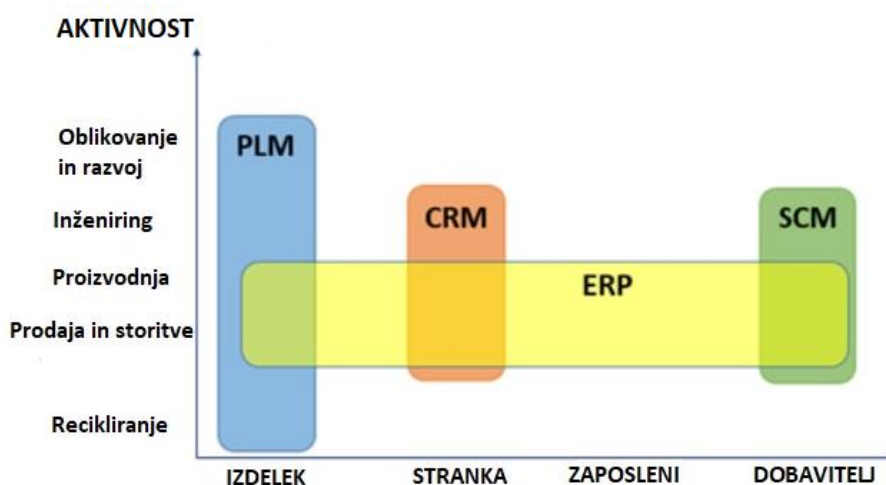 AKTIVNOST
Oblikovanje
in razvoj
PLM
Inženiring
CRM
SCM
Proizvodnja
ERP
Prodaja in storitve
Recikliranje
IZDELEK
STRANKA
ZAPOSLENI
DOBAVITELJ